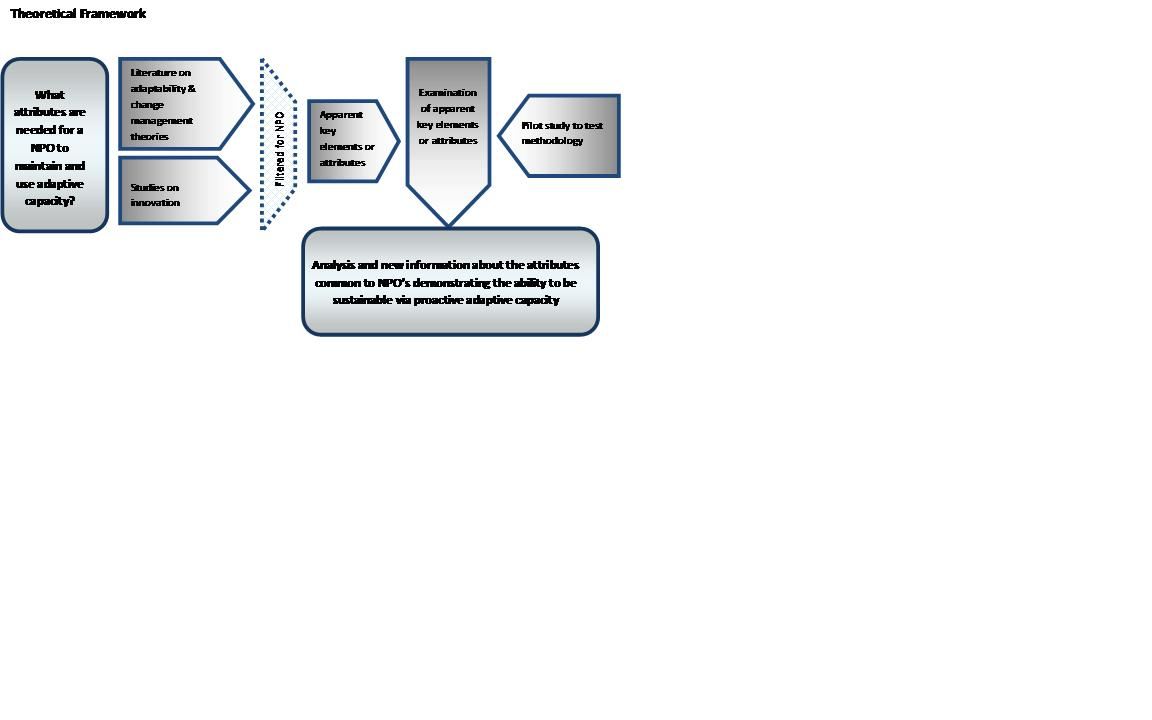 Theoretical Framework
What
attributes are
needed for a
NPO to
maintain and
use adaptive
capacity?
Literature on
adaptability &
change
management
theories
Studies on
innovation
Filtered for NPO
Apparent
key
elements or
attributes
Examination
of apparent
key elements
or attributes
Pilot study to test
methodology
Analysis and new information about the attributes
common to NPO's demonstrating the ability to be
sustainable via proactive adaptive capacity